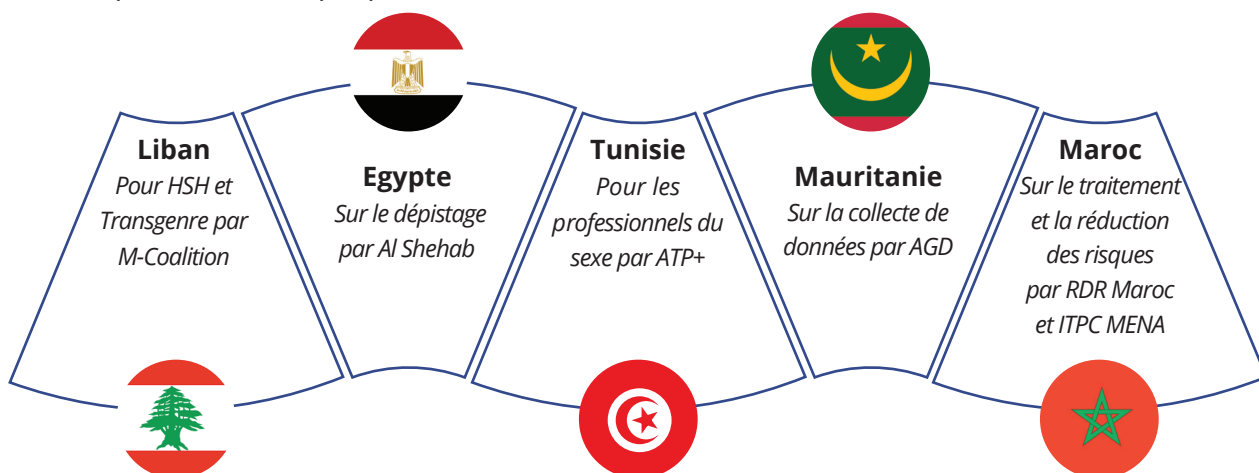 Liban
Pour HSH et
Transgenre par
M-Coalition
Egypte
Sur le dépistage
par Al Shehab
Tunisie
Pour les
professionnels du
sexe par ATP+
Mauritanie
Sur la collecte de
données par AGD
Maroc
Sur le traitement
et la réduction
des risques
par RDR Maroc
et ITPC MENA